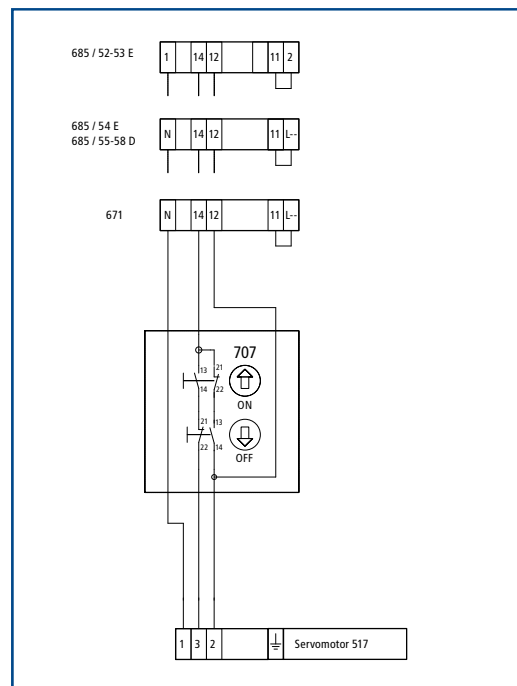 685 / 52-53 E
1 14 12 11 2
685 / 54 E
685 / 55-58 D
N 14 12 11 L--
671
N 14 12 11 L--
707
13 21
14 22
ON
21 13
22 14
OFF
1 3 2 Servomotor 517